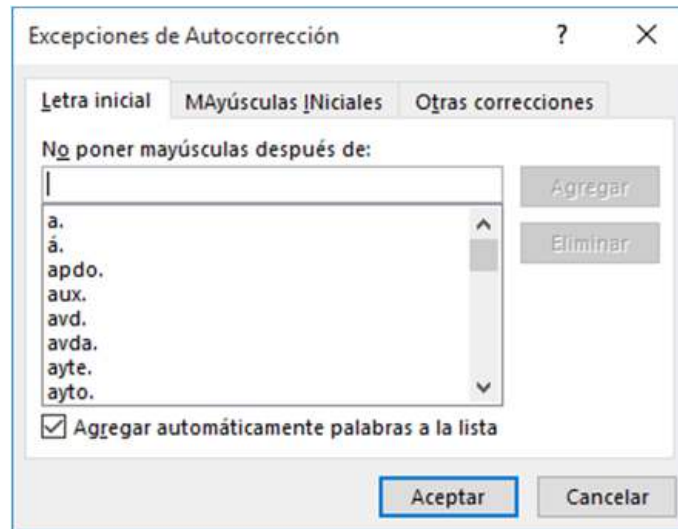 Excepciones de Autocorrección ?
Letra inicial MAyúsculas INiciales Otras correcciones
No poner mayúsculas después de:
Agregar
a.
á.
apdo.
aux.
avd.
avda.
ayte.
ayto.
Eliminar
Agregar automáticamente palabras a la lista
Aceptar Cancelar